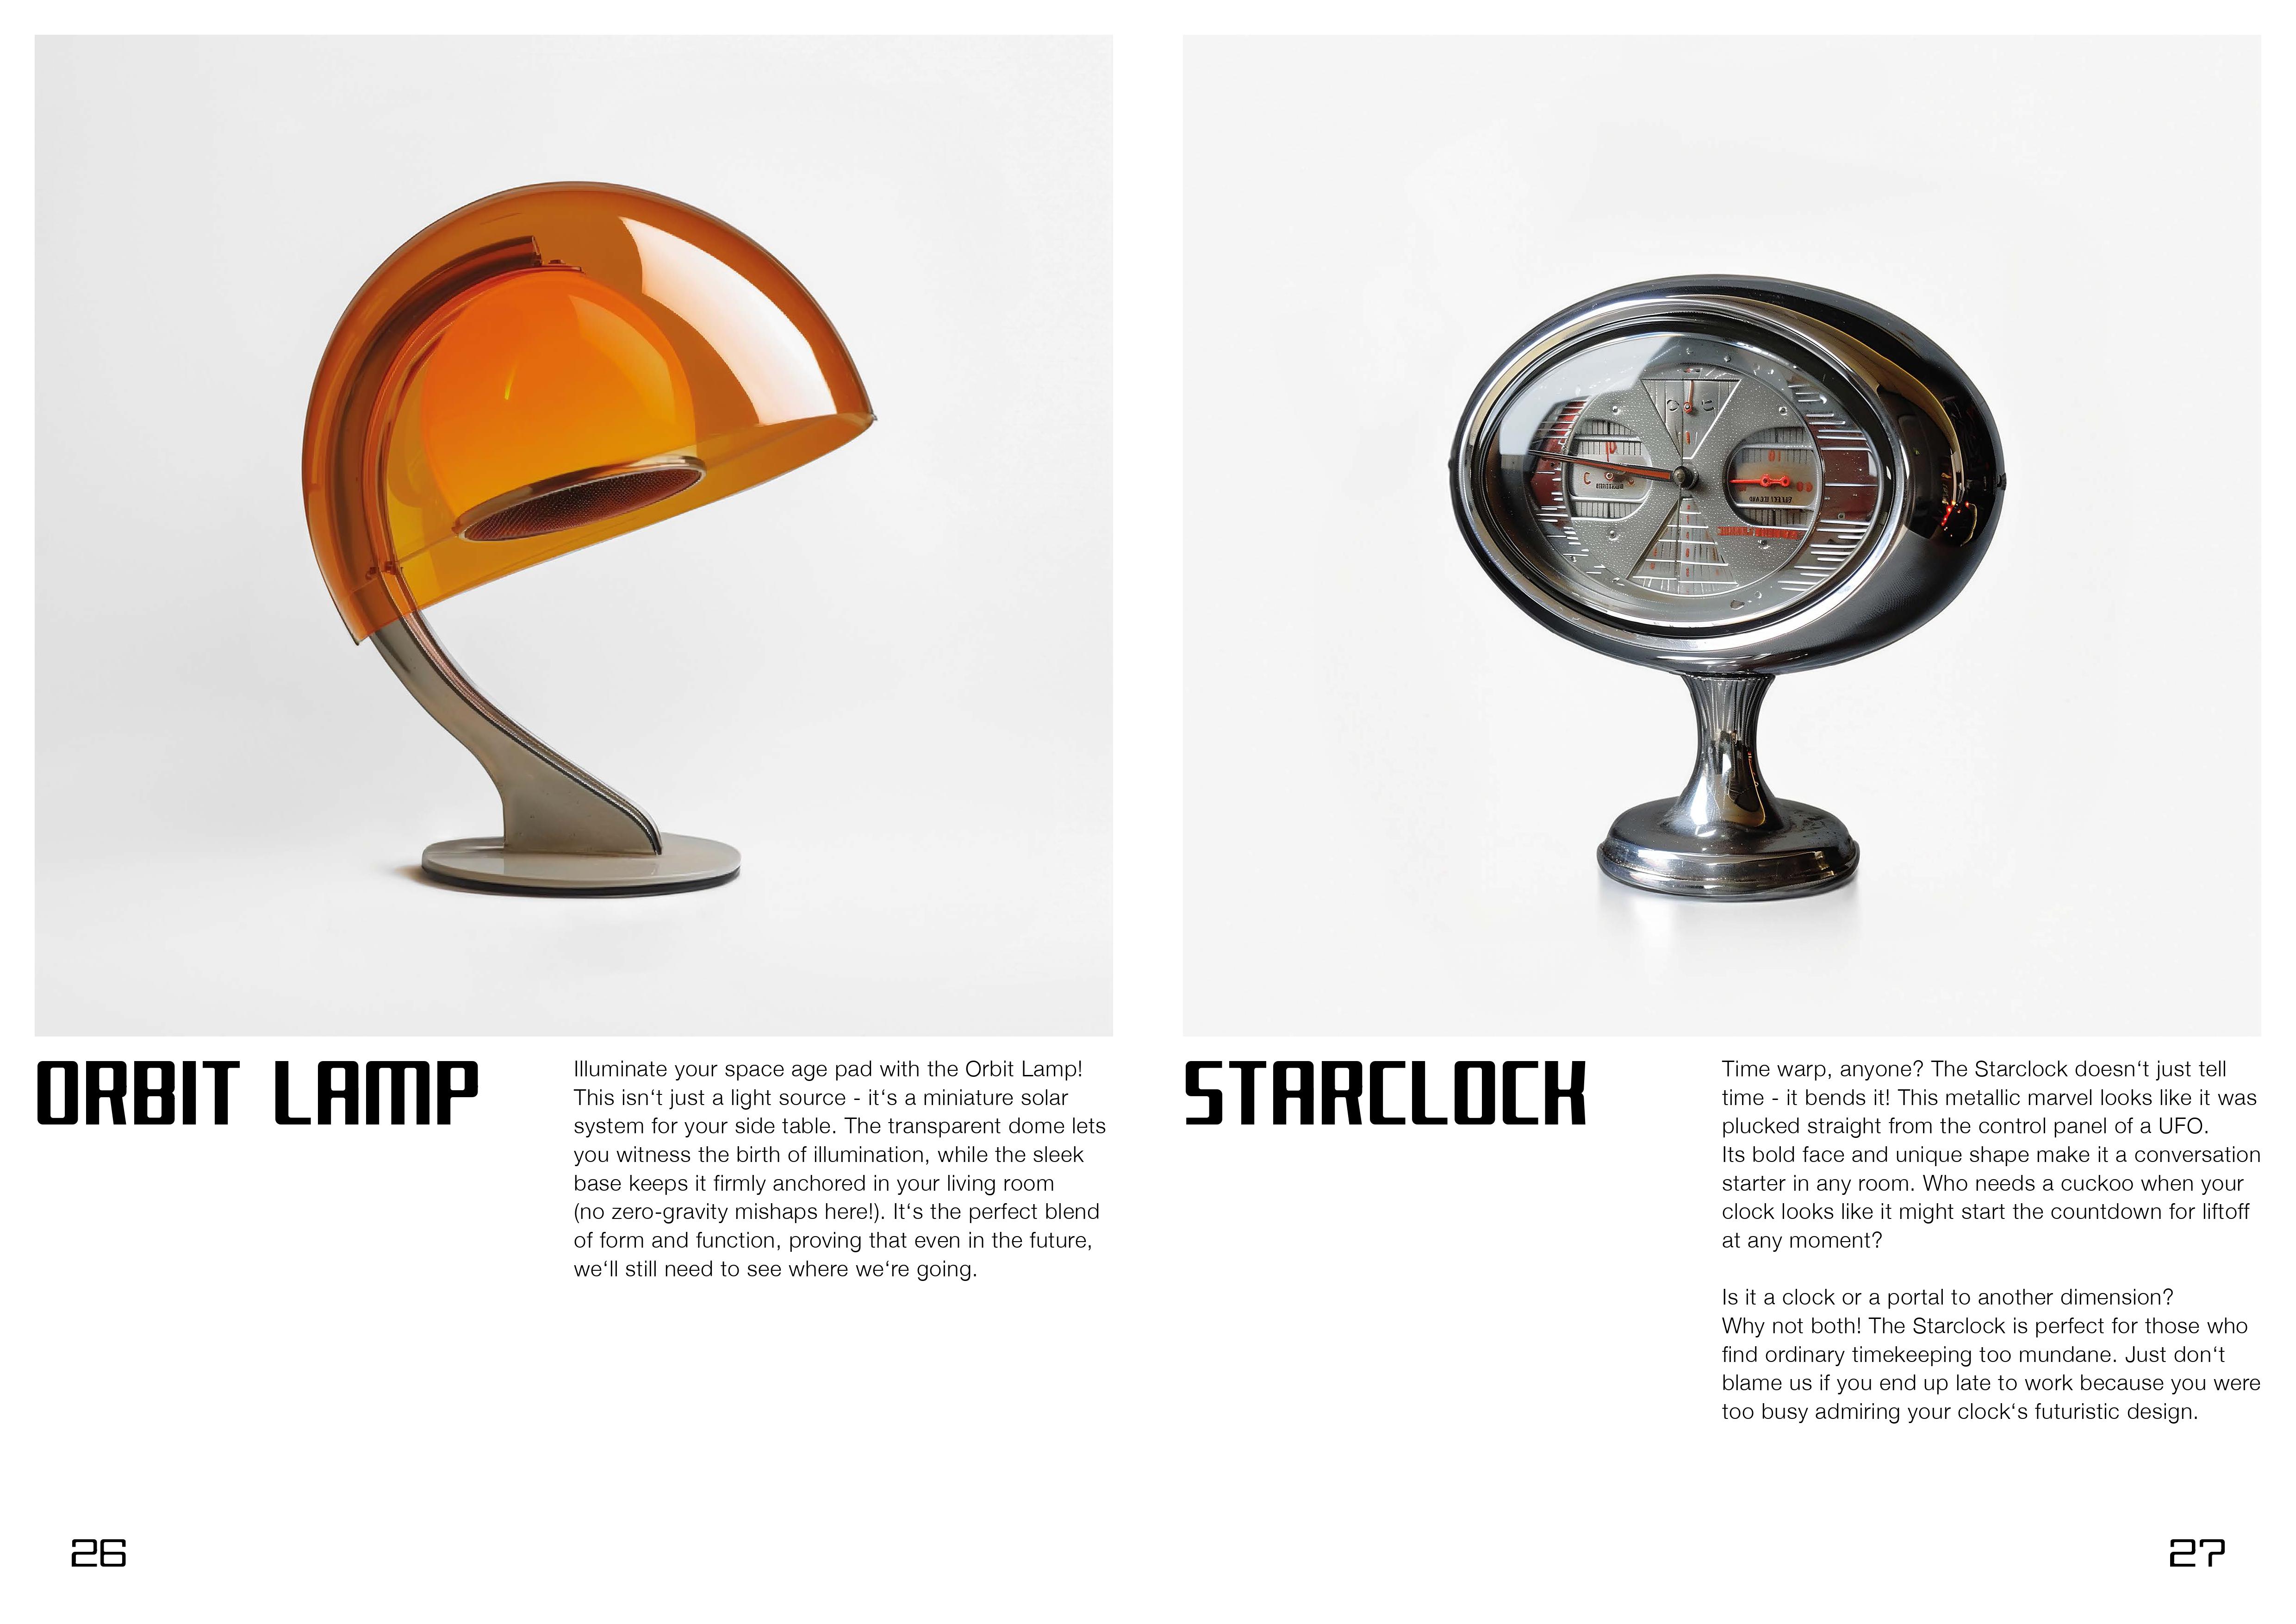 ORBIT LAMP
Illuminate your space age pad with the Orbit Lamp!
This isn‘t just a light source - it‘s a miniature solar
system for your side table. The transparent dome lets
you witness the birth of illumination, while the sleek
base keeps it firmly anchored in your living room
(no zero-gravity mishaps here!). It‘s the perfect blend
of form and function, proving that even in the future,
we‘ll still need to see where we‘re going.
26
STARCLOCK
Time warp, anyone? The Starclock doesn‘t just tell
time - it bends it! This metallic marvel looks like it was
plucked straight from the control panel of a UFO.
Its bold face and unique shape make it a conversation
starter in any room. Who needs a cuckoo when your
clock looks like it might start the countdown for liftoff
at any moment?
Is it a clock or a portal to another dimension?
Why not both! The Starclock is perfect for those who
find ordinary timekeeping too mundane. Just don‘t
blame us if you end up late to work because you were
too busy admiring your clock‘s futuristic design.
27